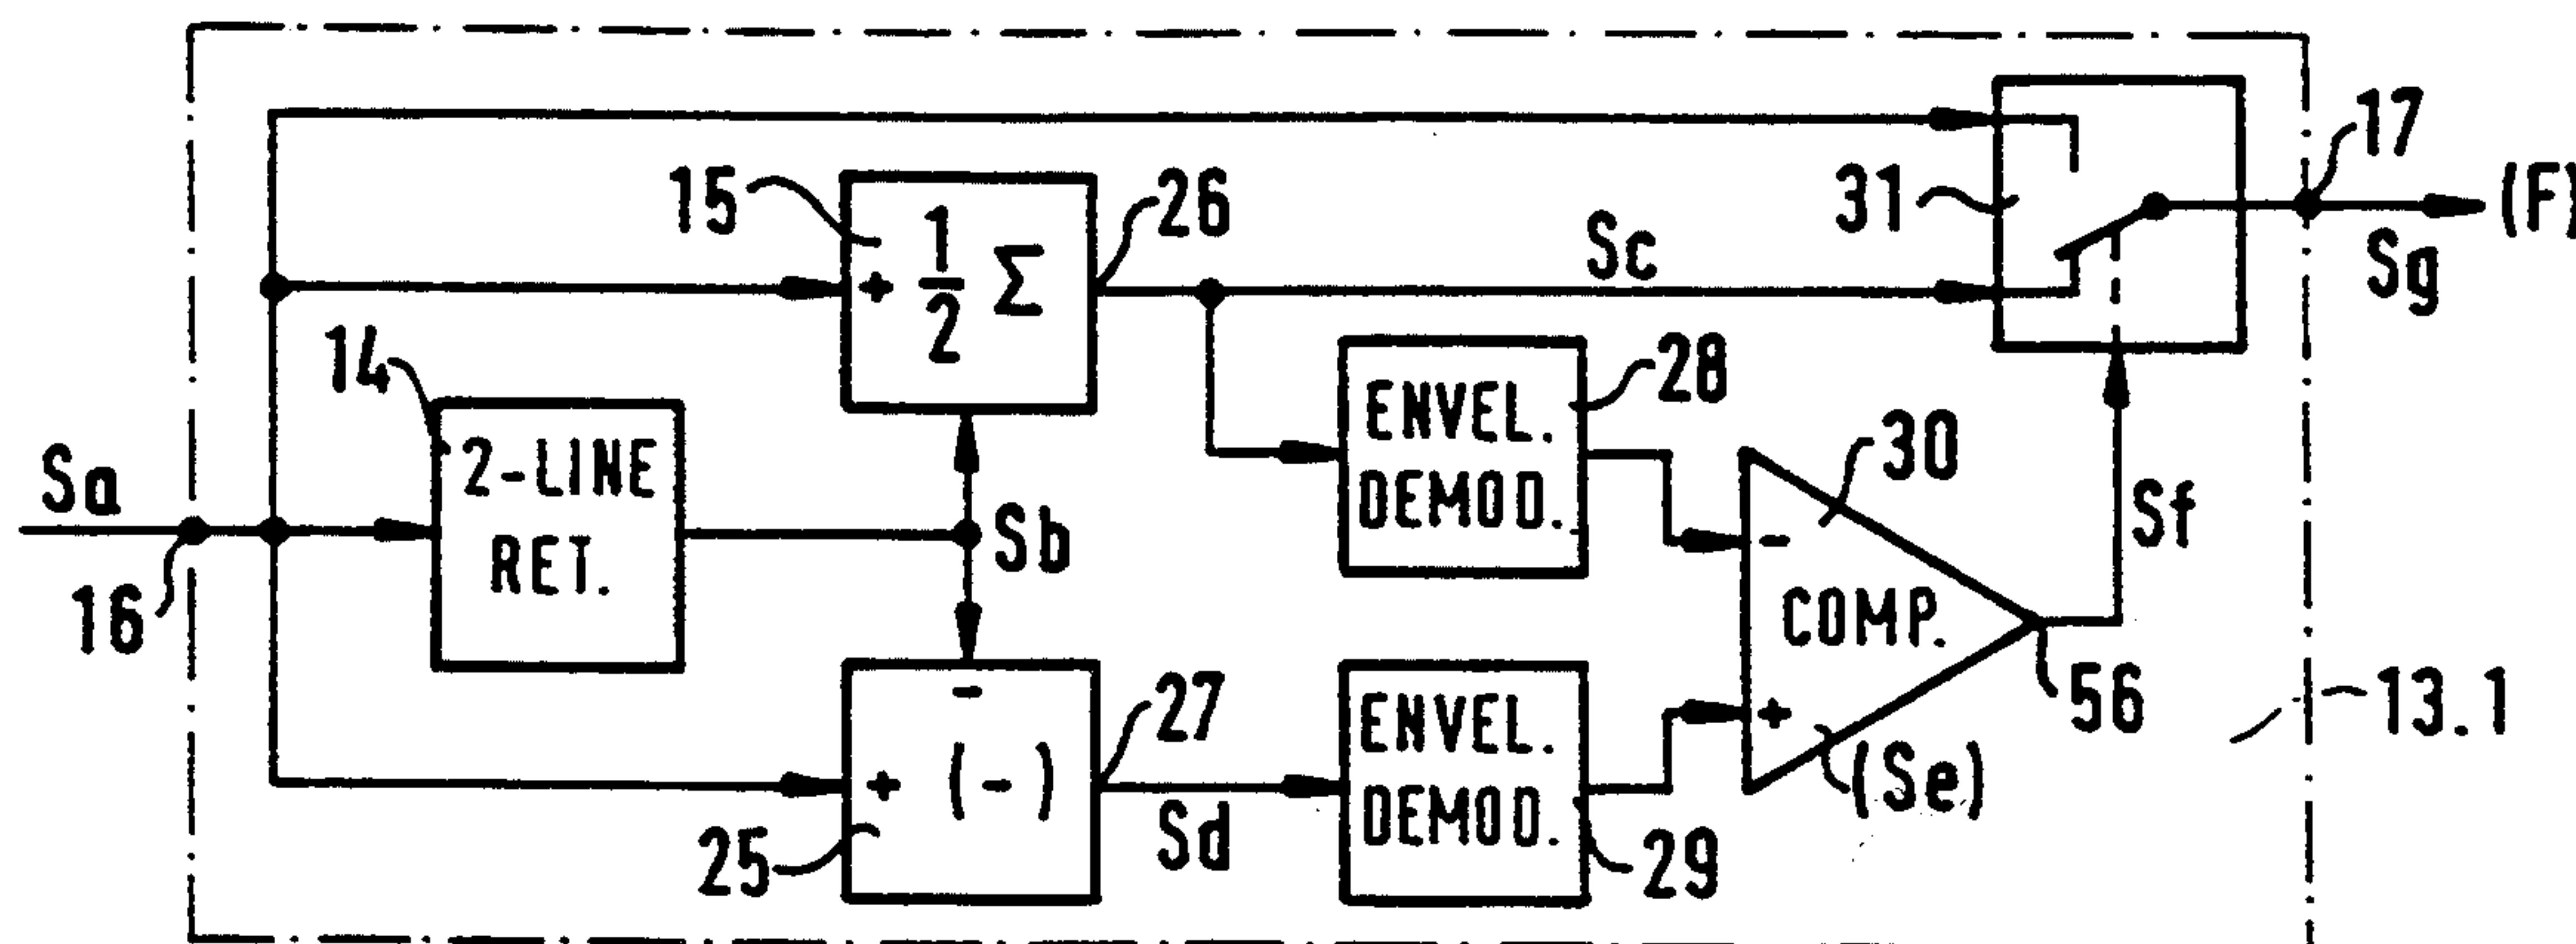 17
15
26
31
(F)
+ 1/2 Σ
Sc
Sg
14
28
ENVEL.
DEMOD.
30
Sa
2-LINE
RET.
Sb
-
COMP.
Sf
16
27
56
13.1
-
+ (-)
ENVEL.
DEMOD.
+
(Se)
25
Sd
29